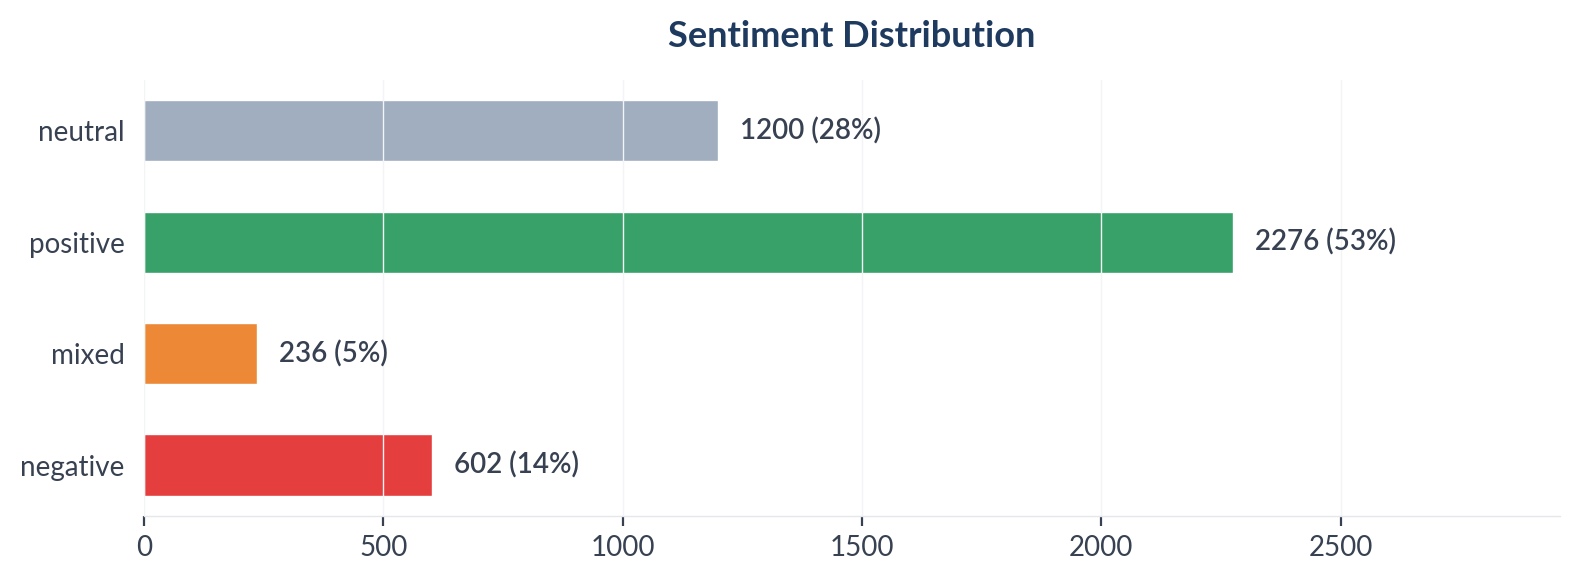 Sentiment Distribution
neutral 1200 (28%)
positive 2276 (53%)
mixed 236 (5%)
negative 602 (14%)
0 500 1000 1500 2000 2500